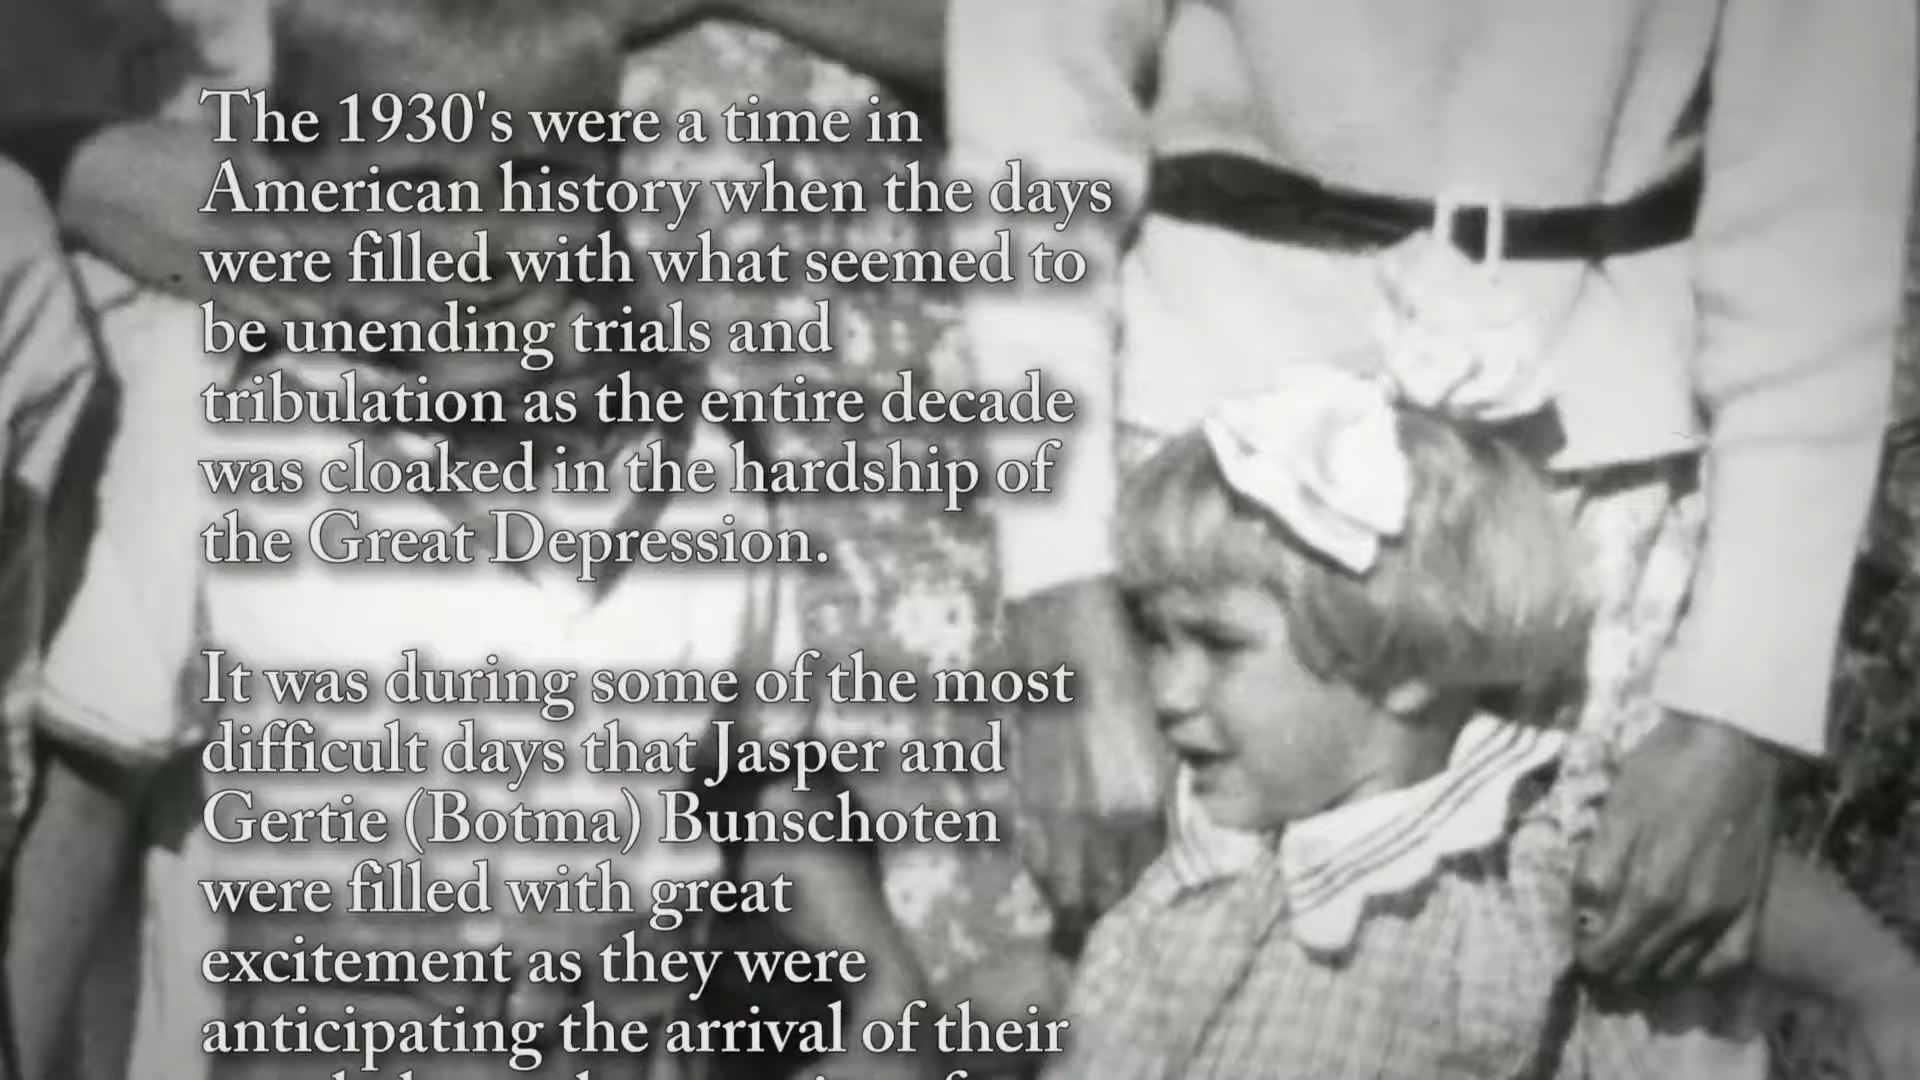 The 1930's were a time in
American history when the days
were filled with what seemed to
be unending trials and
tribulation as the entire decade
was cloaked in the hardship of
the Great Depression.
It was during some of the most
difficult days that Jasper and
Gertie (Botma) Bunschoten
were filled with great
excitement as they were
anticipating the arrival of their